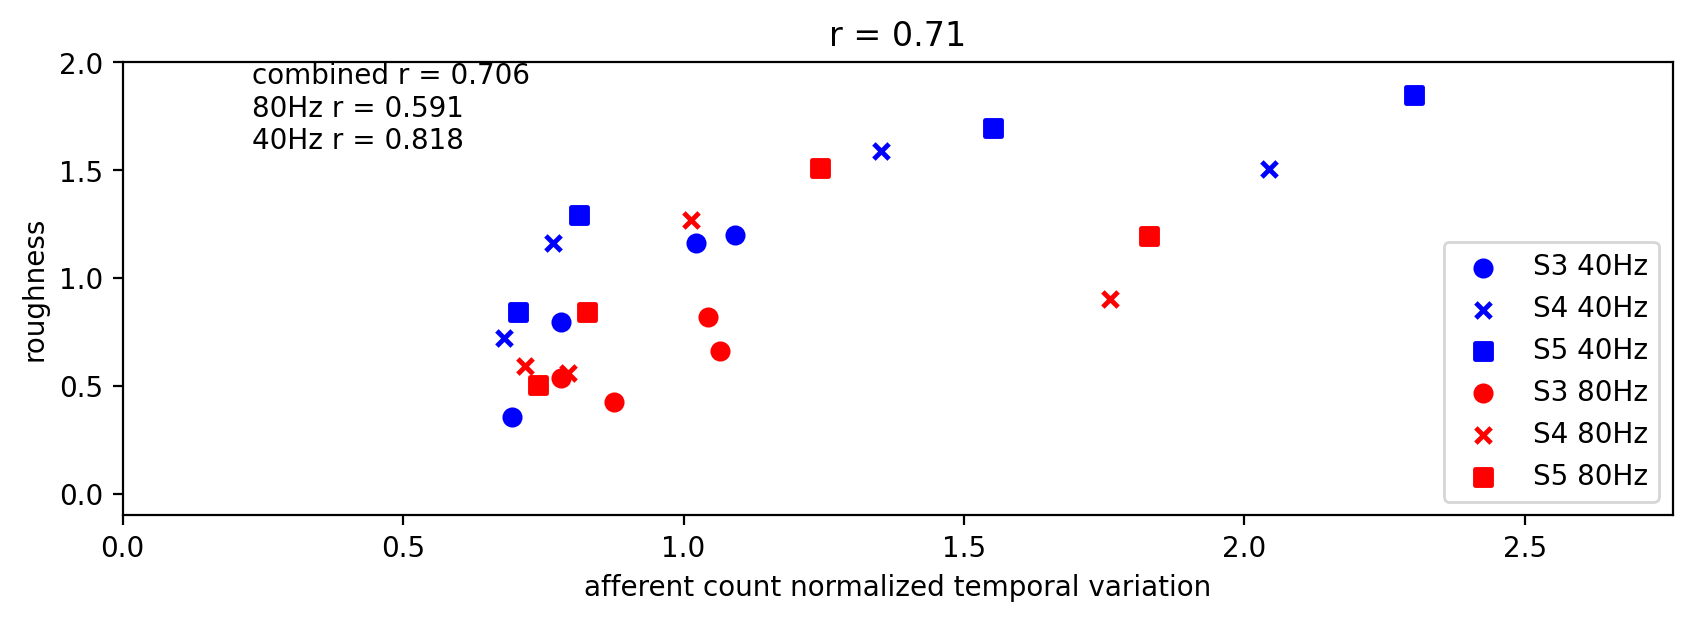 r = 0.71
combined r = 0.706
80Hz r = 0.591
40Hz r = 0.818
2.0
1.5
1.0
0.5
0.0
roughness
S3 40Hz
S4 40Hz
S5 40Hz
S3 80Hz
S4 80Hz
S5 80Hz
0.0 0.5 1.0 1.5 2.0 2.5
afferent count normalized temporal variation